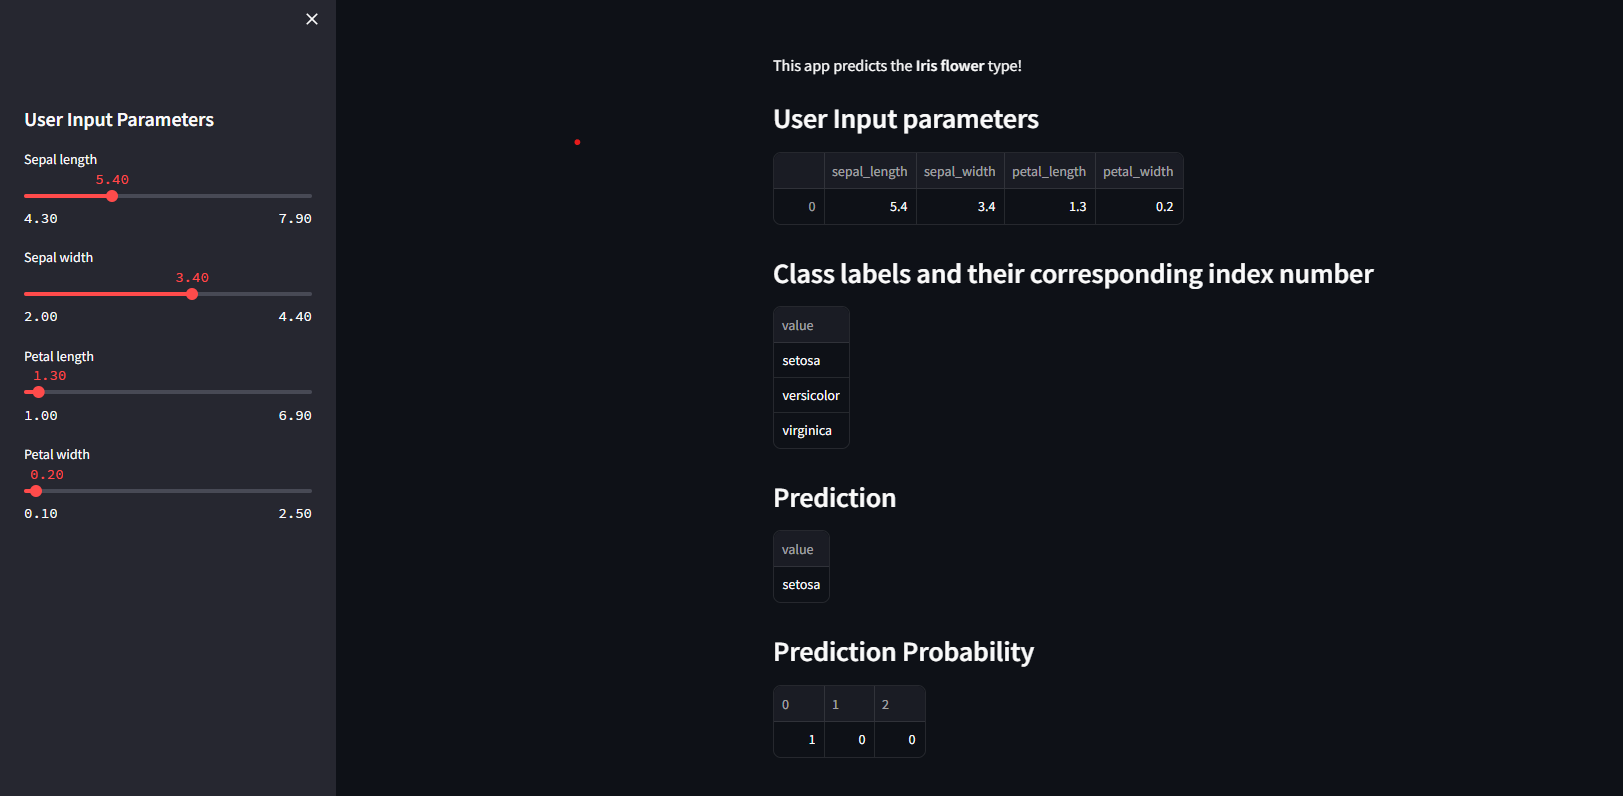 User Input Parameters
Sepal length
5.40
4.30 7.90
Sepal width
3.40
2.00 4.40
Petal length
1.30
1.00 6.90
Petal width
0.20
0.10 2.50
This app predicts the Iris flower type!
User Input parameters
sepal_length sepal_width petal_length petal_width
0 5.4 3.4 1.3 0.2
Class labels and their corresponding index number
value
setosa
versicolor
virginica
Prediction
value
setosa
Prediction Probability
0 1 2
1 0 0